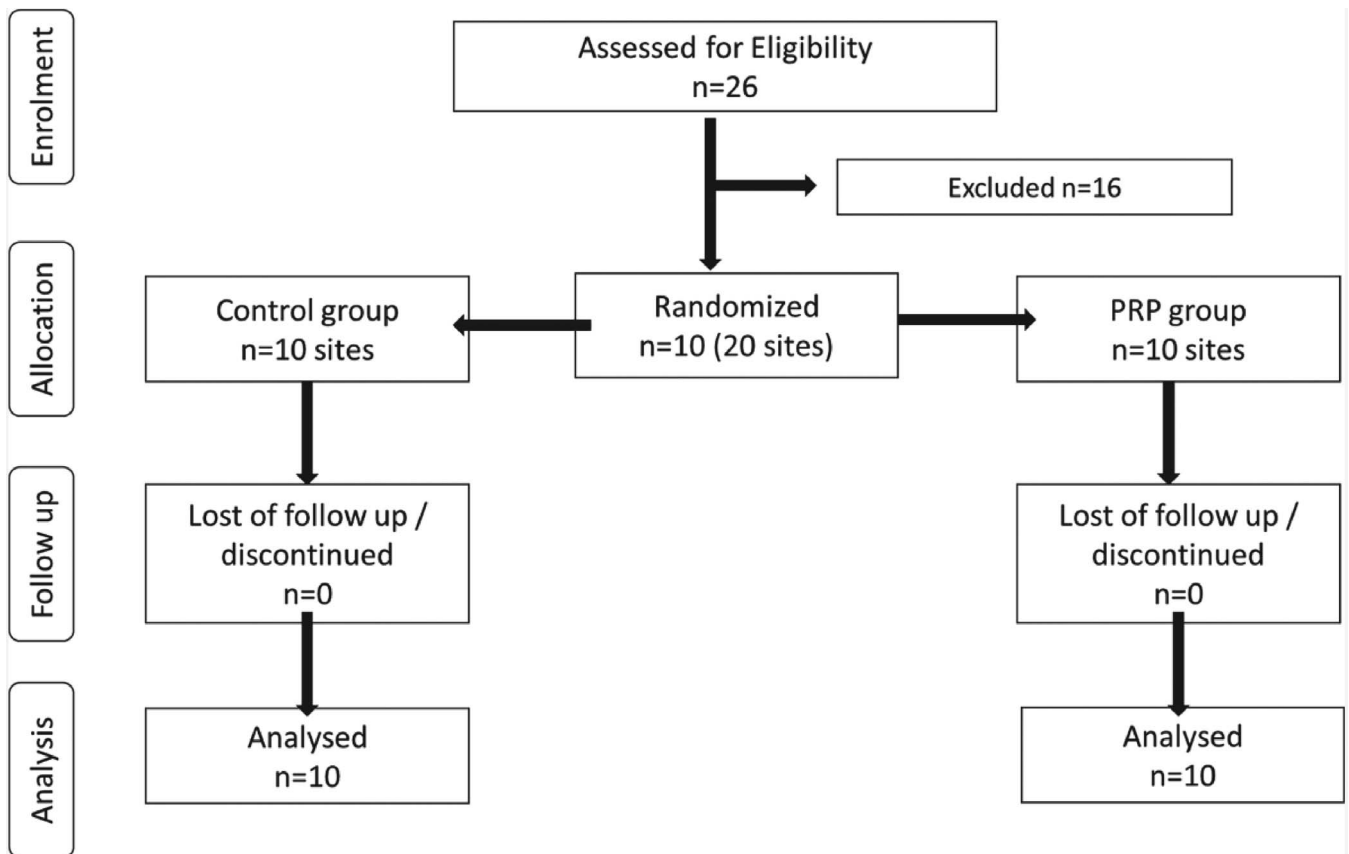 Enrolment
Assessed for Eligibility
n=26
Excluded n=16
Allocation
Control group
n=10 sites
Randomized
n=10 (20 sites)
PRP group
n=10 sites
Follow up
Lost of follow up /
discontinued
n=0
Lost of follow up /
discontinued
n=0
Analysis
Analysed
n=10
Analysed
n=10